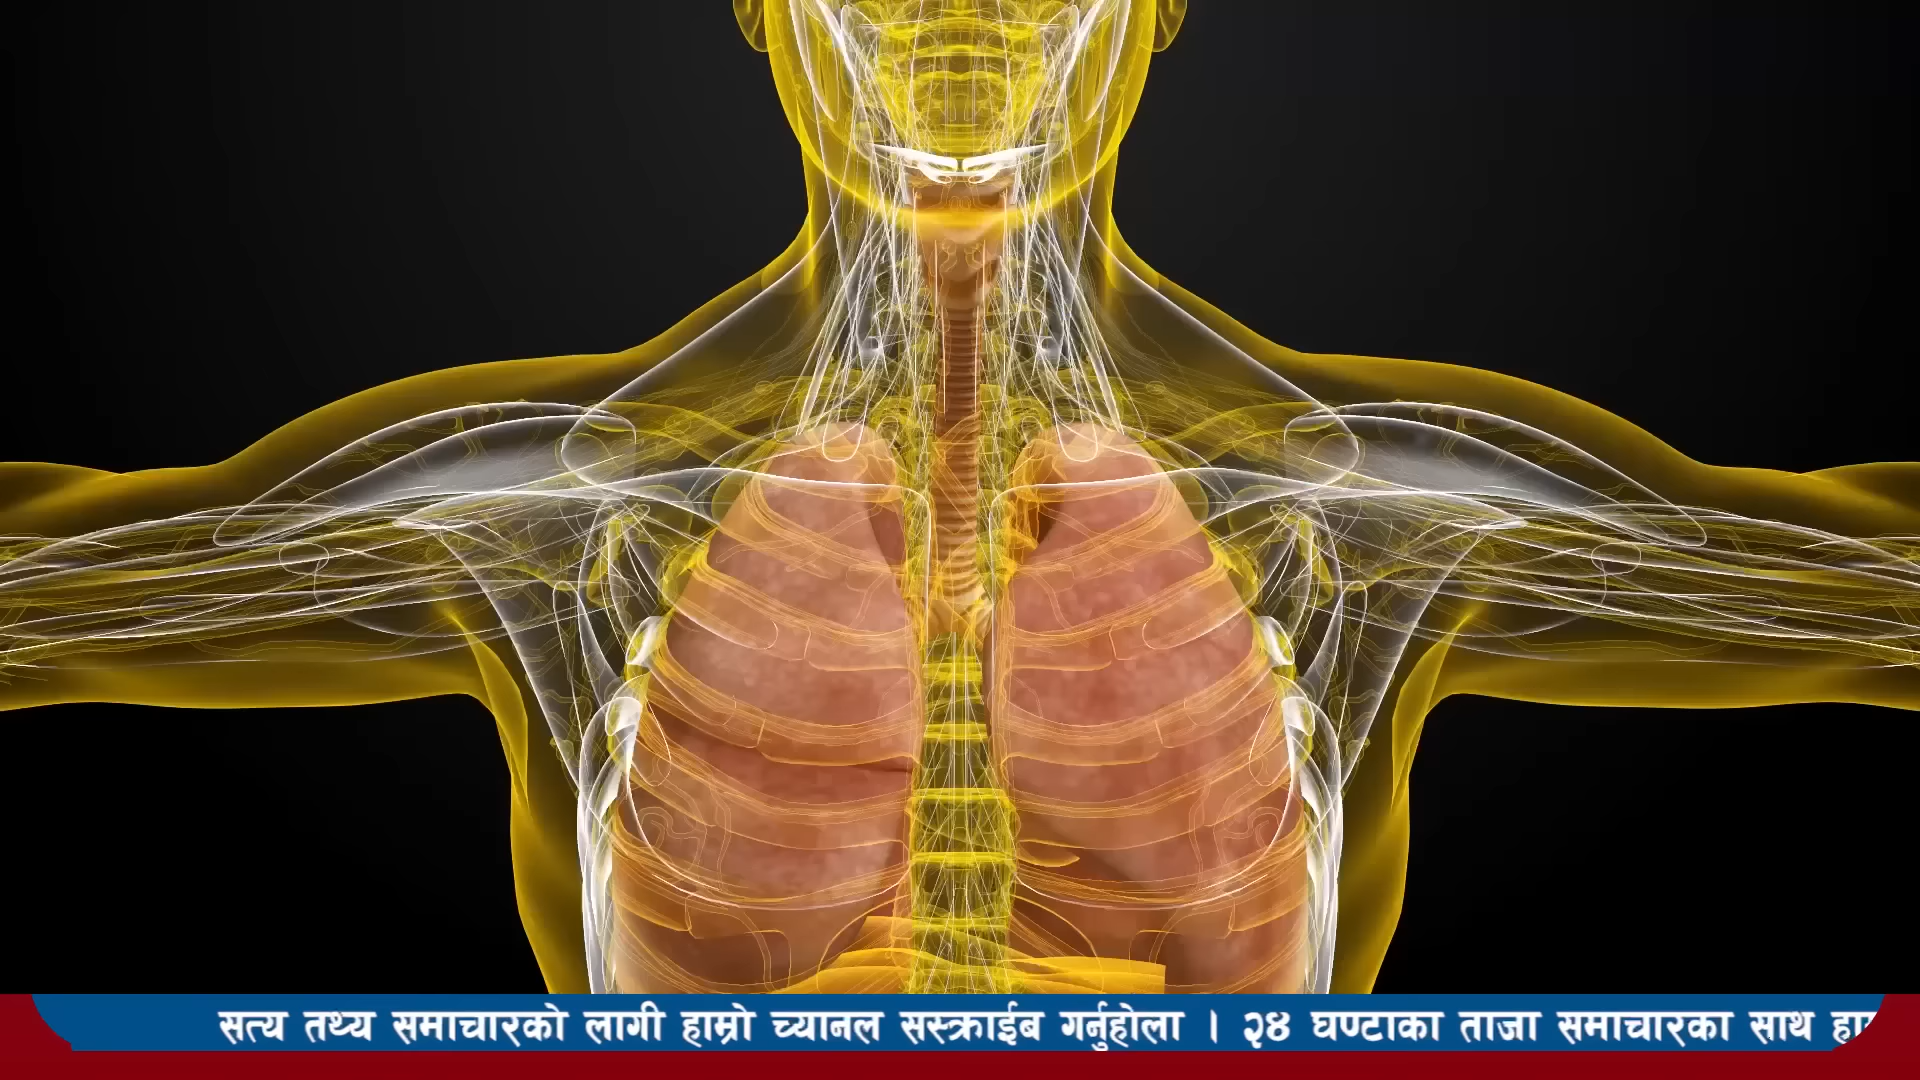 सत्य तथ्य समाचारको लागी हाम्रो च्यानल सस्क्राईब गर्नुहोला । २४ घण्टाका ताजा समाचारका साथ